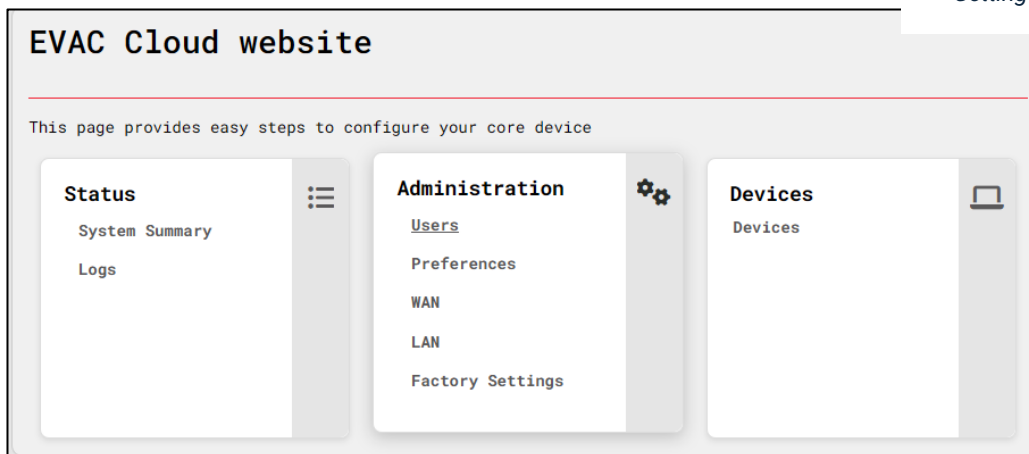 EVAC Cloud website
This page provides easy steps to configure your core device
Status
System Summary
Logs
Administration
Users
Preferences
WAN
LAN
Factory Settings
Devices
Devices